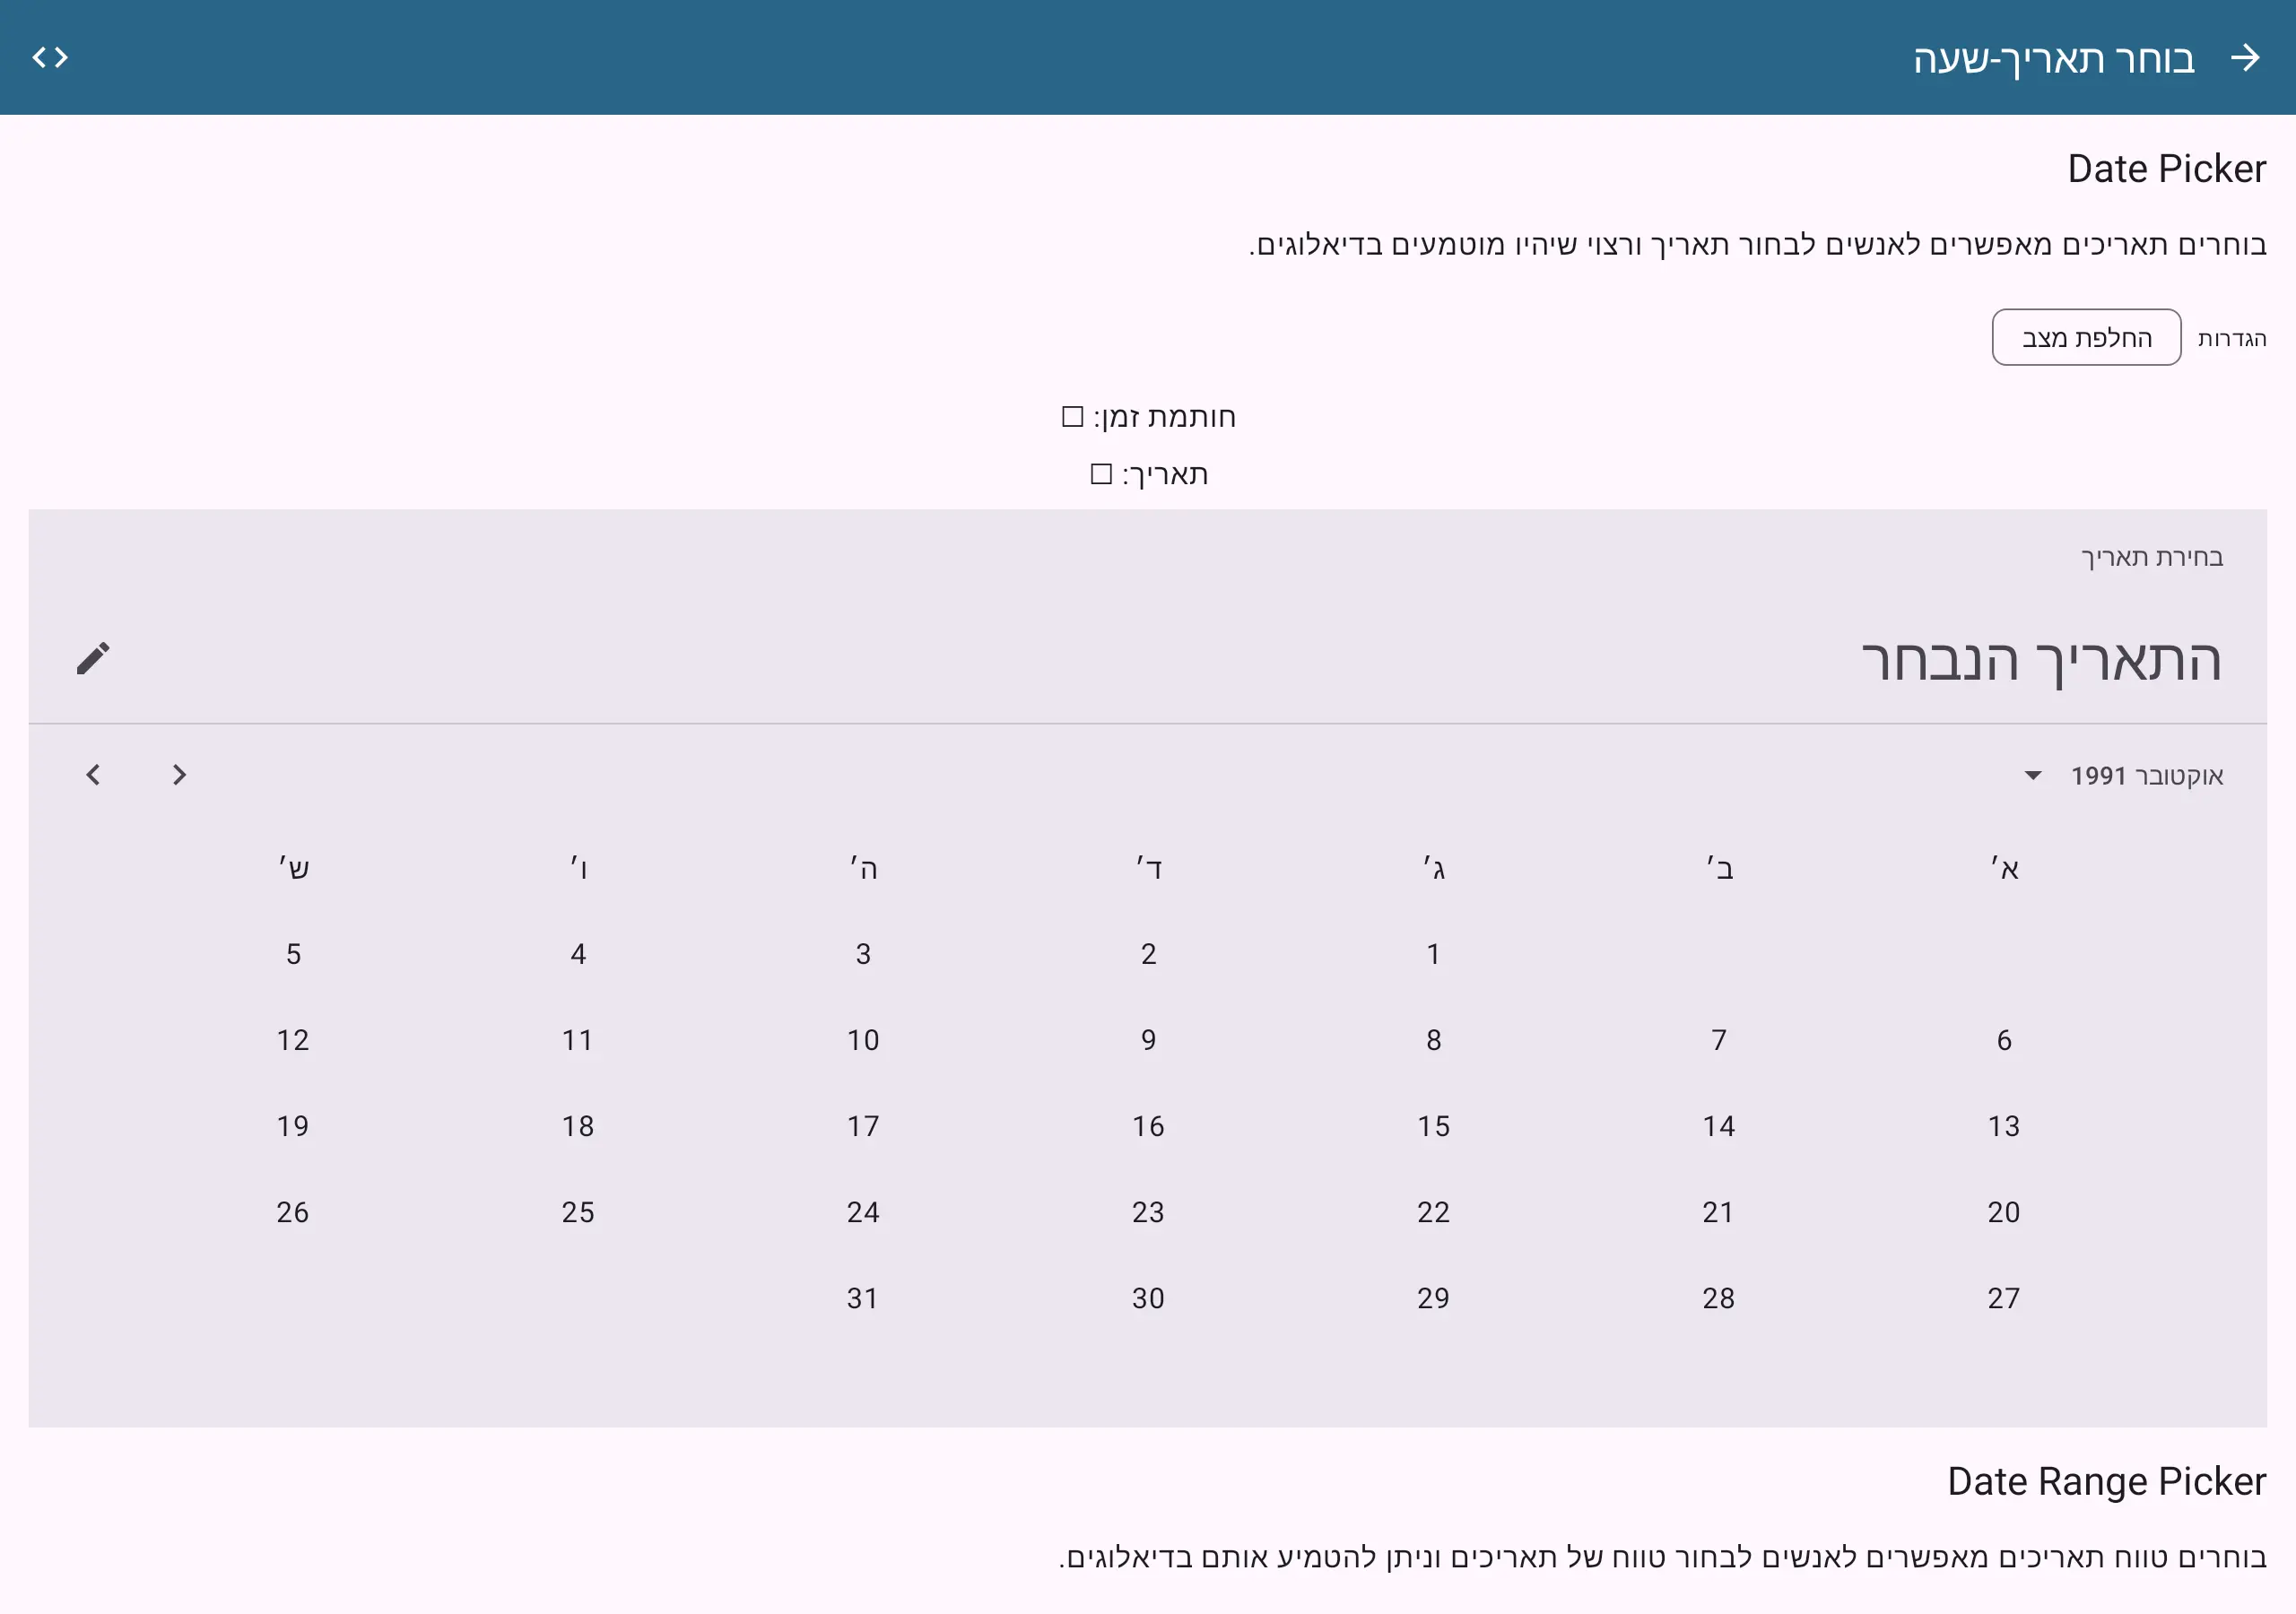 בוחר תאריך-שעה
Date Picker
בוחרים תאריכים מאפשרים לאנשים לבחור תאריך ורצוי שיהיו מוטמעים בדיאלוגים.
הגדרות החלפת מצב
חותמת זמן: □
תאריך: □
בחירת תאריך
התאריך הנבחר
אוקטובר 1991
א׳ ב׳ ג׳ ד׳ ה׳ ו׳ ש׳
1 2 3 4 5
6 7 8 9 10 11 12
13 14 15 16 17 18 19
20 21 22 23 24 25 26
27 28 29 30 31
Date Range Picker
בוחרים טווח תאריכים מאפשרים לאנשים לבחור טווח של תאריכים וניתן להטמיע אותם בדיאלוגים.